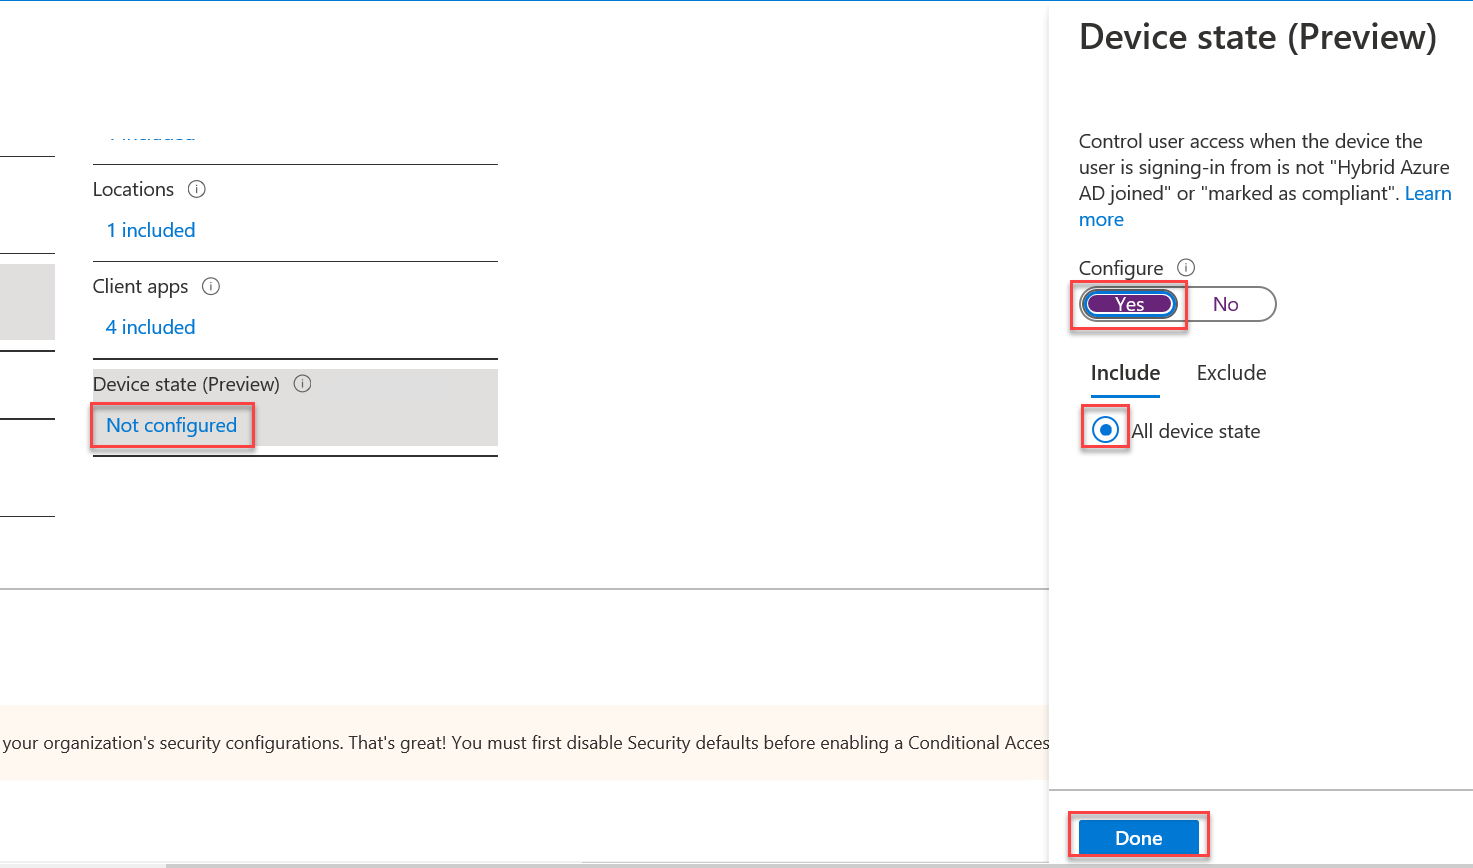 Device state (Preview)
Control user access when the device the
user is signing-in from is not "Hybrid Azure
AD joined" or "marked as compliant". Learn
more
Configure
Yes No
Include Exclude
All device state
Done
Locations
1 included
Client apps
4 included
Device state (Preview)
Not configured
your organization's security configurations. That's great! You must first disable Security defaults before enabling a Conditional Acces